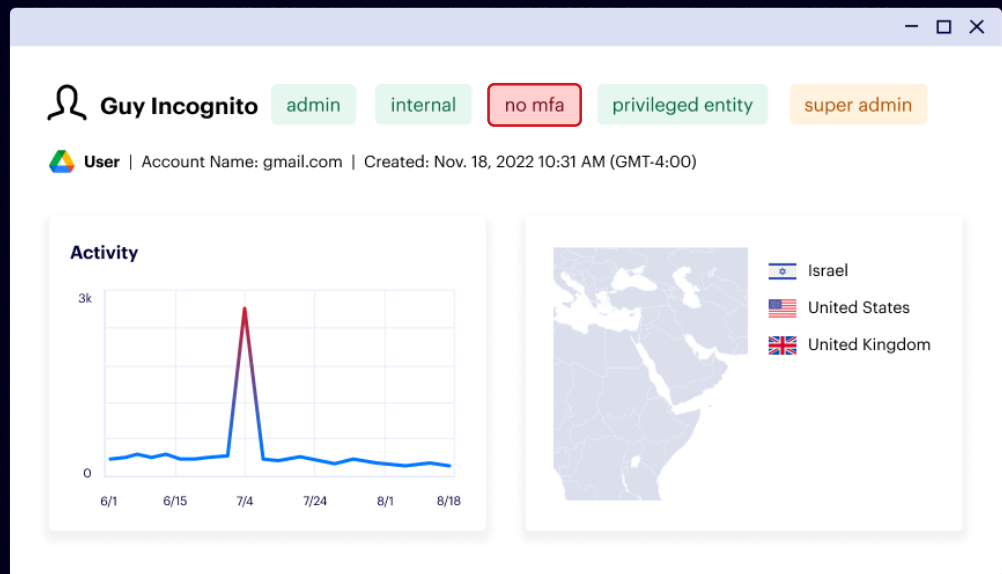 Guy Incognito admin internal no mfa privileged entity super admin
User | Account Name: gmail.com | Created: Nov. 18, 2022 10:31 AM (GMT-4:00)
Activity
3k
0
6/1 6/15 7/4 7/24 8/1 8/18
Israel
United States
United Kingdom